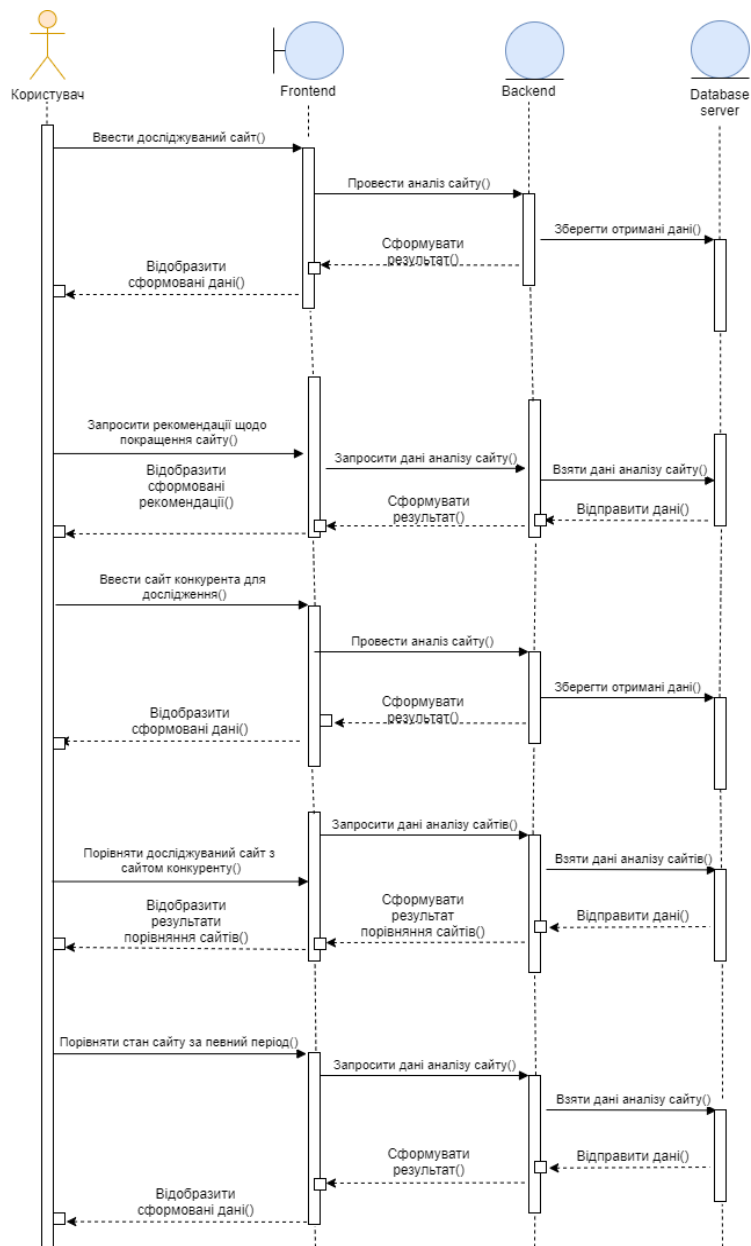 Користувач
Frontend
Backend
Database
server
Ввести досліджуваний сайт()
Провести аналіз сайту()
Зберегти отримані дані()
Сформувати
результат()
Відобразити
сформовані дані()
Запросити рекомендації щодо
покращення сайту()
Запросити дані аналізу сайту()
Взяти дані аналізу сайту()
Відобразити
сформовані
рекомендації()
Сформувати
результат()
Відправити дані()
Ввести сайт конкурента для
дослідження()
Провести аналіз сайту()
Зберегти отримані дані()
Сформувати
результат()
Відобразити
сформовані дані()
Запросити дані аналізу сайтів()
Порівняти досліджуваний сайт з
сайтом конкуренту()
Взяти дані аналізу сайтів()
Відобразити
результати
порівняння сайтів()
Сформувати
результат
порівняння сайтів()
Відправити дані()
Порівняти стан сайту за певний період()
Запросити дані аналізу сайту()
Взяти дані аналізу сайту()
Сформувати
результат()
Відправити дані()
Відобразити
сформовані дані()